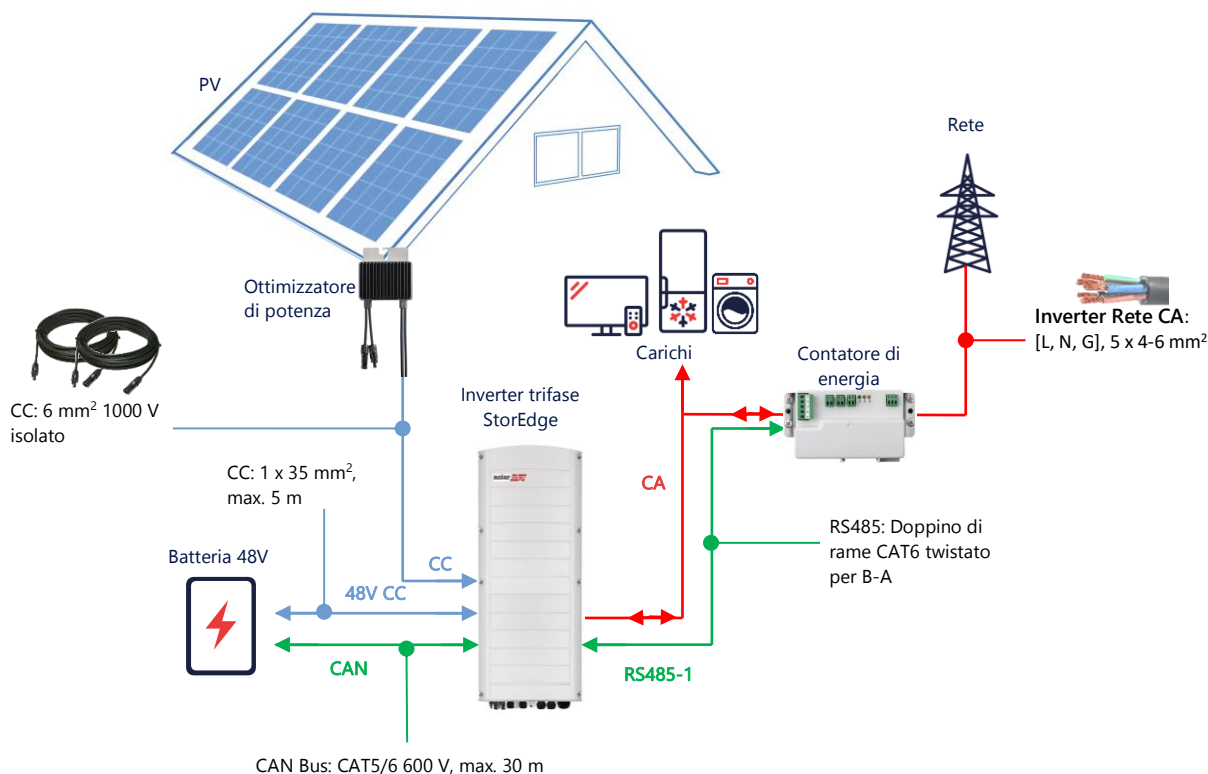 PV
Rete
Ottimizzatore
di potenza
Inverter Rete CA:
[L, N, G], 5 x 4-6 mm²
Carichi
Contatore di
energia
CC: 6 mm² 1000 V
isolato
Inverter trifase
StorEdge
solaredge
CC: 1 x 35 mm²,
max. 5 m
CA
RS485: Doppino di
rame CAT6 twistato
per B-A
Batteria 48V
CC
48V CC
CAN
RS485-1
CAN Bus: CAT5/6 600 V, max. 30 m